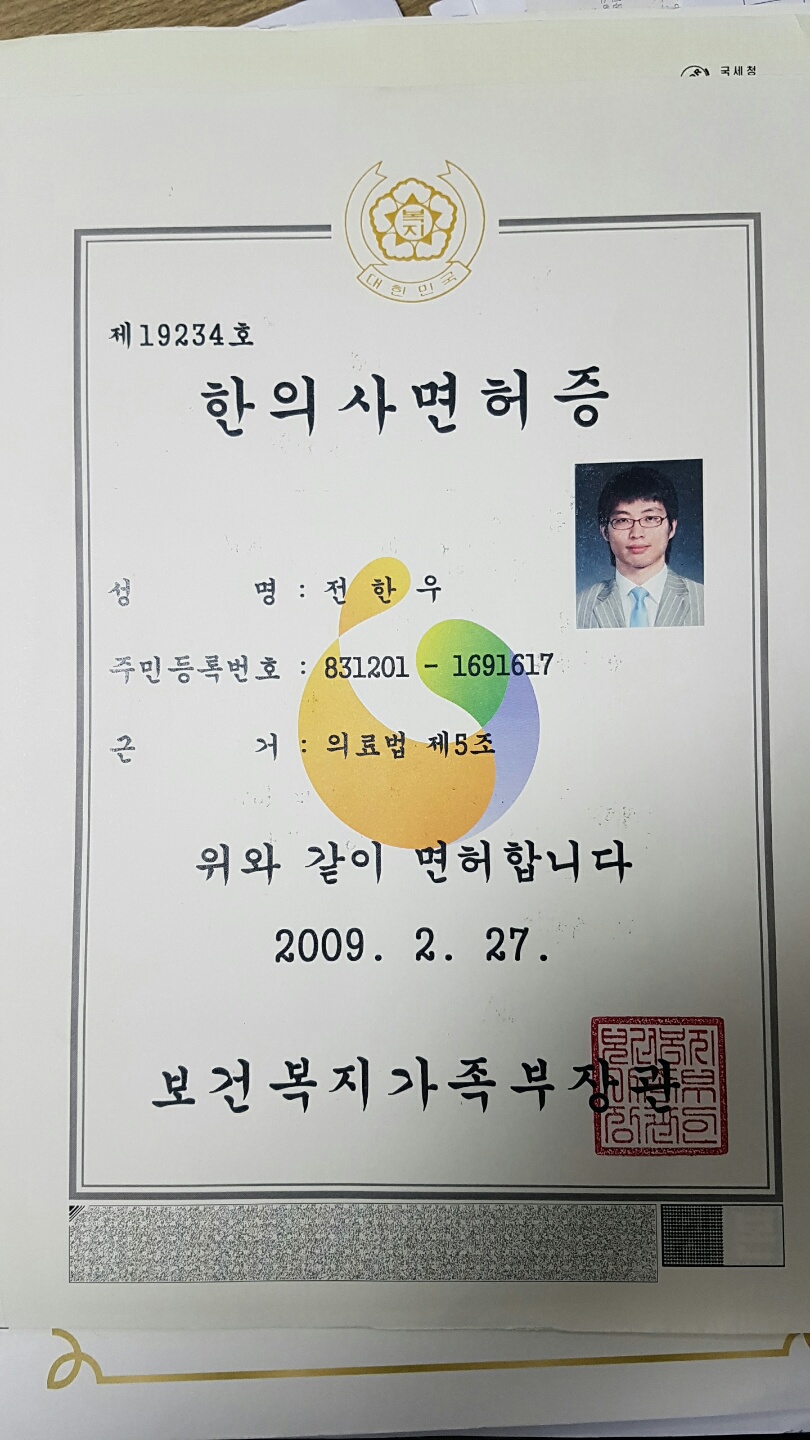 국세청
복지
대한민국
제19234호
한의사면허증
성 명 : 전한우
주민등록번호 : 831201 - 1691617
근 거 : 의료법 제5조
위와 같이 면허합니다
2009. 2. 27.
보건복지가족부장관